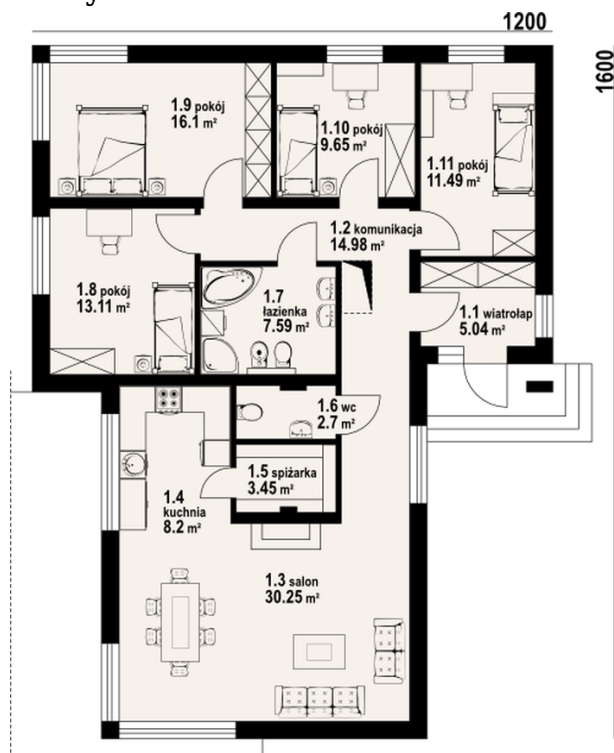 1200
1600
1.9 pokój
16.1 m²
1.10 pokój
9.65 m²
1.11 pokój
11.49 m²
1.2 komunikacja
14.98 m²
1.8 pokój
13.11 m²
1.7
łazienka
7.59 m²
1.1 wiatrołap
5.04 m²
1.6 wc
2.7 m²
1.5 spiżarka
3.45 m²
1.4
kuchnia
8.2 m²
1.3 salon
30.25 m²